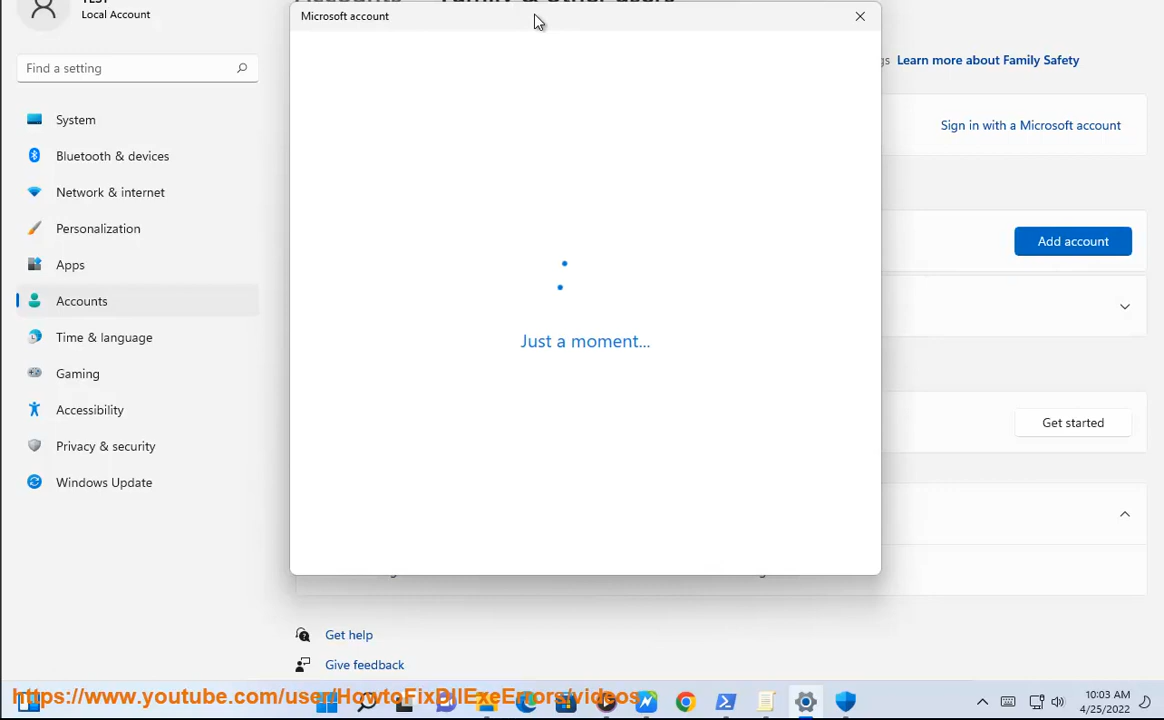 TEST
Local Account
Find a setting
System
Bluetooth & devices
Network & internet
Personalization
Apps
Accounts
Time & language
Gaming
Accessibility
Privacy & security
Windows Update
Microsoft account
Just a moment...
Learn more about Family Safety
Sign in with a Microsoft account
Add account
Get started
Get help
Give feedback
https://www.youtube.com/user/HowtoFixDllExeErrors/videos
10:03 AM
4/25/2022